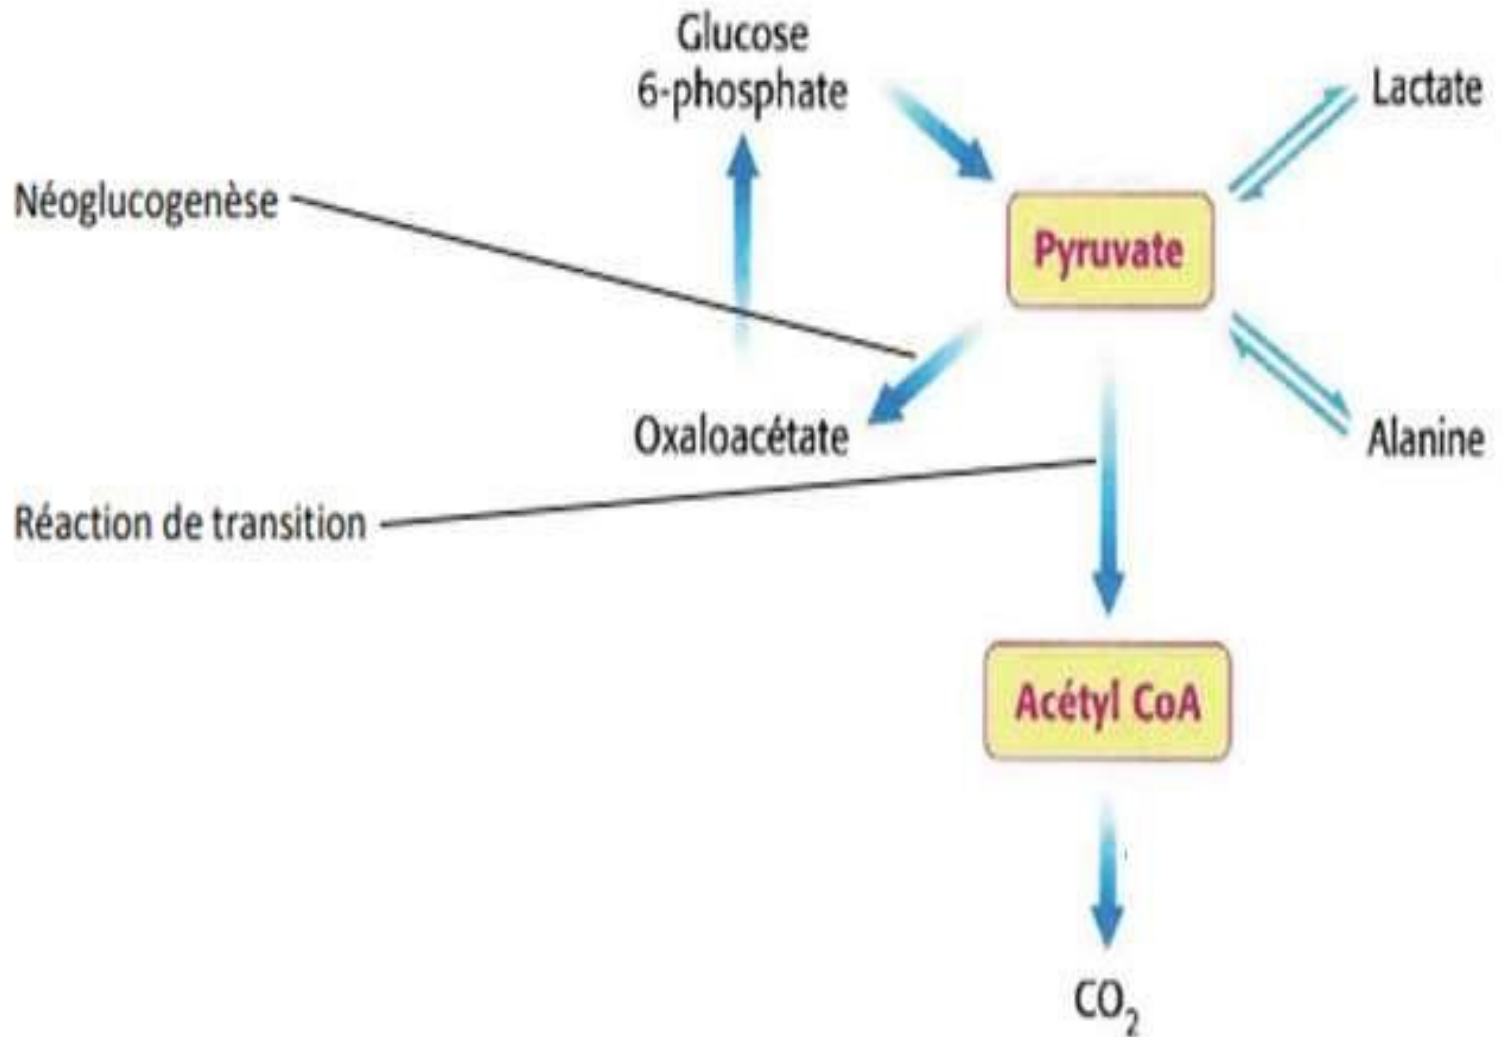 Glucose
6-phosphate
Lactate
Néoglucogenèse
Pyruvate
Oxaloacétate
Alanine
Réaction de transition
Acétyl CoA
CO₂